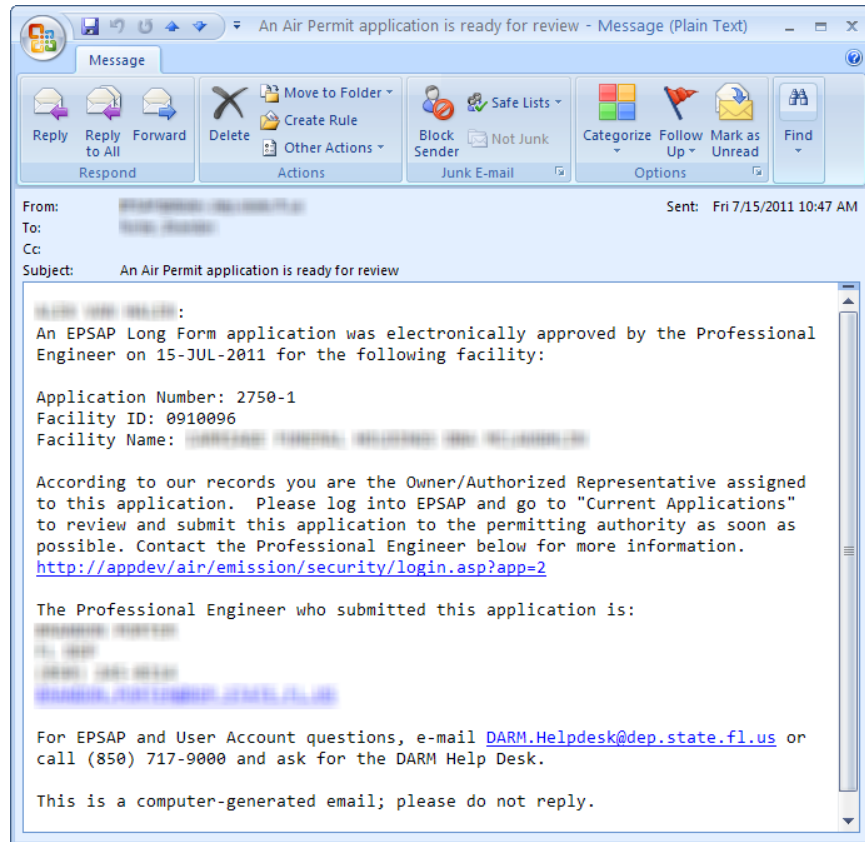 An Air Permit application is ready for review - Message (Plain Text)
Message
Reply
Reply to All
Forward
Respond
Delete
Move to Folder
Create Rule
Other Actions
Actions
Block Sender
Safe Lists
Not Junk
Junk E-mail
Categorize
Follow Up
Mark as Unread
Options
Find
From:
Sent: Fri 7/15/2011 10:47 AM
To:
Cc:
Subject: An Air Permit application is ready for review
:
An EPSAP Long Form application was electronically approved by the Professional
Engineer on 15-JUL-2011 for the following facility:
Application Number: 2750-1
Facility ID: 0910096
Facility Name:
According to our records you are the Owner/Authorized Representative assigned
to this application. Please log into EPSAP and go to "Current Applications"
to review and submit this application to the permitting authority as soon as
possible. Contact the Professional Engineer below for more information.
http://appdev/air/emission/security/login.asp?app=2
The Professional Engineer who submitted this application is:
For EPSAP and User Account questions, e-mail DARM.Helpdesk@dep.state.fl.us or
call (850) 717-9000 and ask for the DARM Help Desk.
This is a computer-generated email; please do not reply.